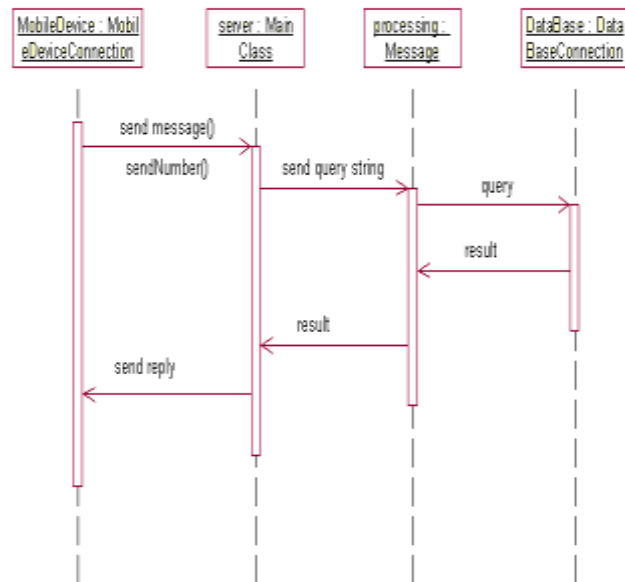 MobileDevice : Mobil
eDeviceConnection
server : Main
Class
processing :
Message
DataBase : Data
BaseConnection
send message()
sendNumber()
send query string
query
result
result
send reply